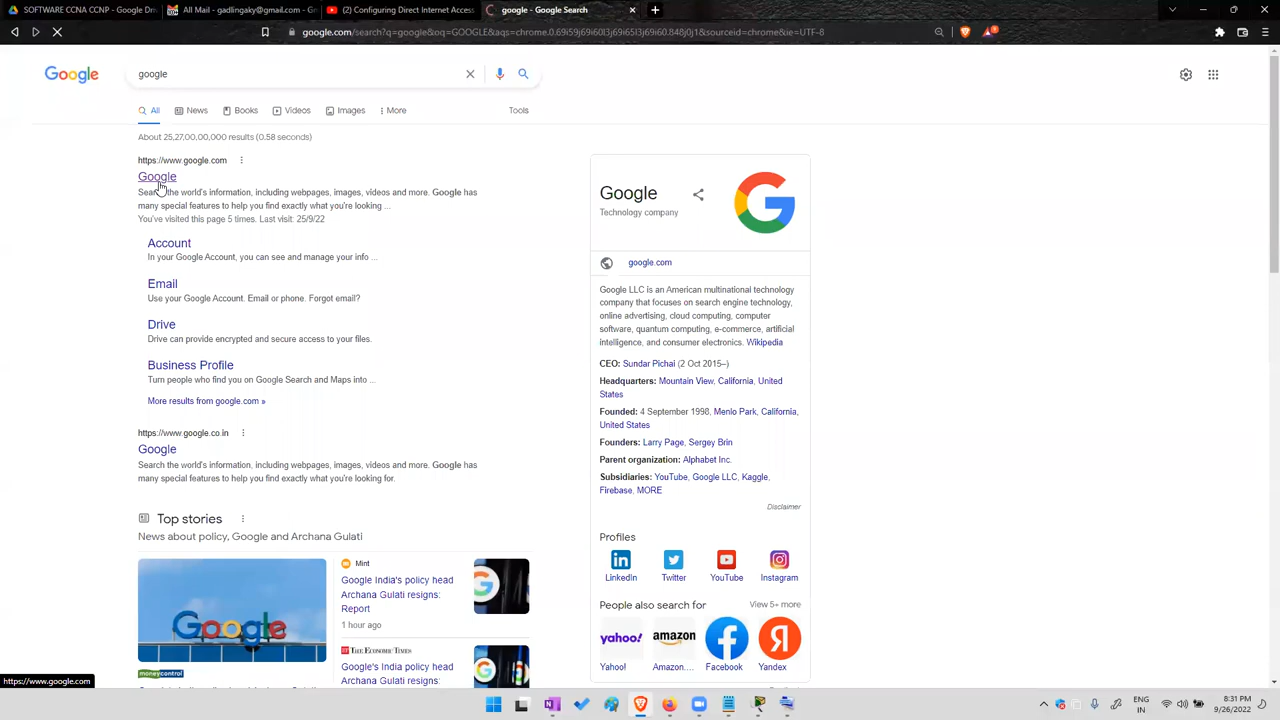 SOFTWARE CCNA CCNP - Google D
All Mail - gaditanky@gmail.com - G
(2) Configuring Direct Internet Access
google - Google Search
google.com/search?q=google&oq=GOOGLE&aqs=chrome.0.69i59j69i60l3j69i65l3j69i60.848j0j1&sourceid=chrome&ie=UTF-8
Google
google
All
News
Books
Videos
Images
More
Tools
About 25,27,00,00,000 results (0.58 seconds)
https://www.google.com
Google
Search the world's information, including webpages, images, videos and more. Google has
many special features to help you find exactly what you're looking ...
You've visited this page 5 times. Last visit: 25/9/22
Account
In your Google Account, you can see and manage your info ...
Email
Use your Google Account. Email or phone. Forgot email?
Drive
Drive can provide encrypted and secure access to your files.
Business Profile
Turn people who find you on Google Search and Maps into ...
More results from google.com »
https://www.google.co.in
Google
Search the world's information, including webpages, images, videos and more. Google has
many special features to help you find exactly what you're looking for.
Top stories
News about policy, Google and Archana Gulati
Google
moneycontrol
Mint
Google India's policy head
Archana Gulati resigns:
Report
1 hour ago
THE ECONOMIC TIMES
Google's India policy head
Archana Gulati resigns:
Google
Technology company
google.com
Google LLC is an American multinational technology
company that focuses on search engine technology,
online advertising, cloud computing, computer
software, quantum computing, e-commerce, artificial
intelligence, and consumer electronics. Wikipedia
CEO: Sundar Pichai (2 Oct 2015–)
Headquarters: Mountain View, California, United
States
Founded: 4 September 1998, Menlo Park, California,
United States
Founders: Larry Page, Sergey Brin
Parent organization: Alphabet Inc.
Subsidiaries: YouTube, Google LLC, Kaggle,
Firebase, MORE
Disclaimer
Profiles
LinkedIn
Twitter
YouTube
Instagram
People also search for
View 5+ more
yahoo!
amazon
Yahoo!
Amazon....
Facebook
Yandex
https://www.google.com
ENG
IN
5:31 PM
9/26/2022